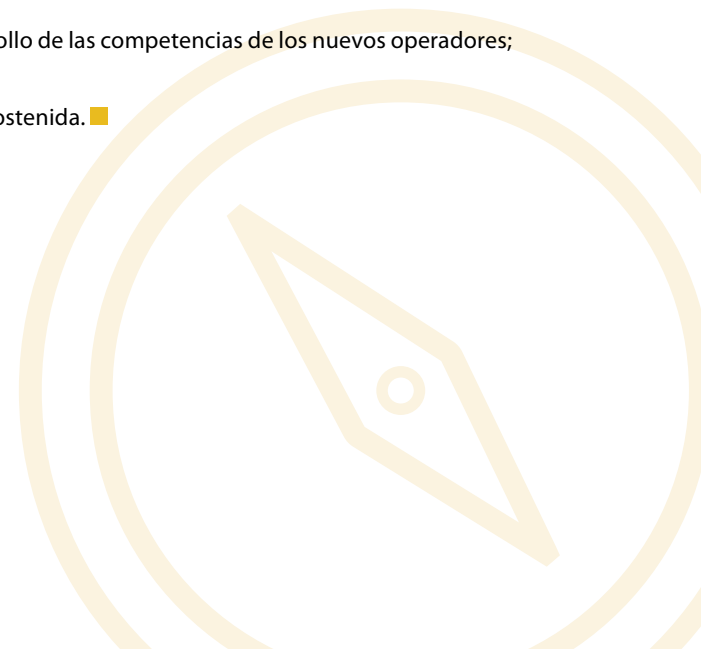 ollo de las competencias de los nuevos operadores;
ostenida.